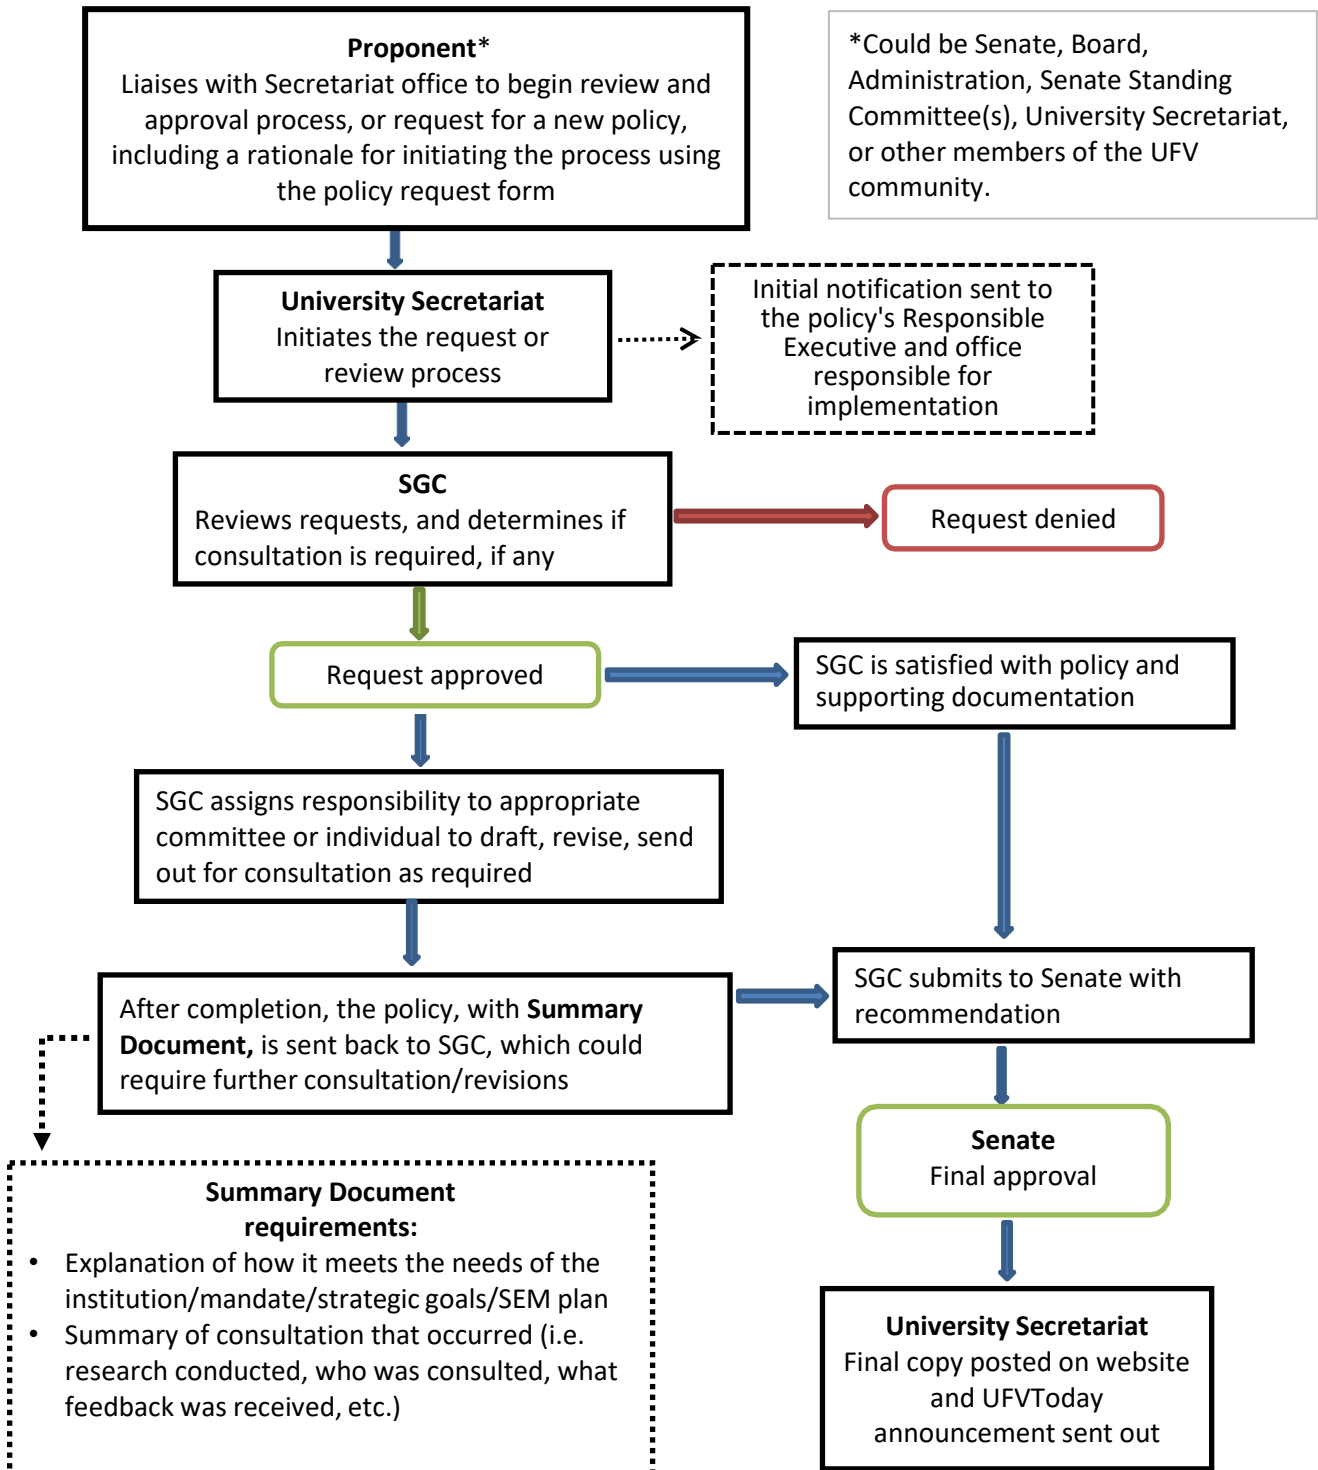 Proponent*
Liaises with Secretariat office to begin review and
approval process, or request for a new policy,
including a rationale for initiating the process using
the policy request form
*Could be Senate, Board,
Administration, Senate Standing
Committee(s), University Secretariat,
or other members of the UFV
community.
University Secretariat
Initiates the request or
review process
Initial notification sent to
the policy's Responsible
Executive and office
responsible for
implementation
SGC
Reviews requests, and determines if
consultation is required, if any
Request denied
Request approved
SGC is satisfied with policy and
supporting documentation
SGC assigns responsibility to appropriate
committee or individual to draft, revise, send
out for consultation as required
After completion, the policy, with Summary
Document, is sent back to SGC, which could
require further consultation/revisions
SGC submits to Senate with
recommendation
Senate
Final approval
Summary Document
requirements:
• Explanation of how it meets the needs of the
institution/mandate/strategic goals/SEM plan
• Summary of consultation that occurred (i.e.
research conducted, who was consulted, what
feedback was received, etc.)
University Secretariat
Final copy posted on website
and UFVToday
announcement sent out